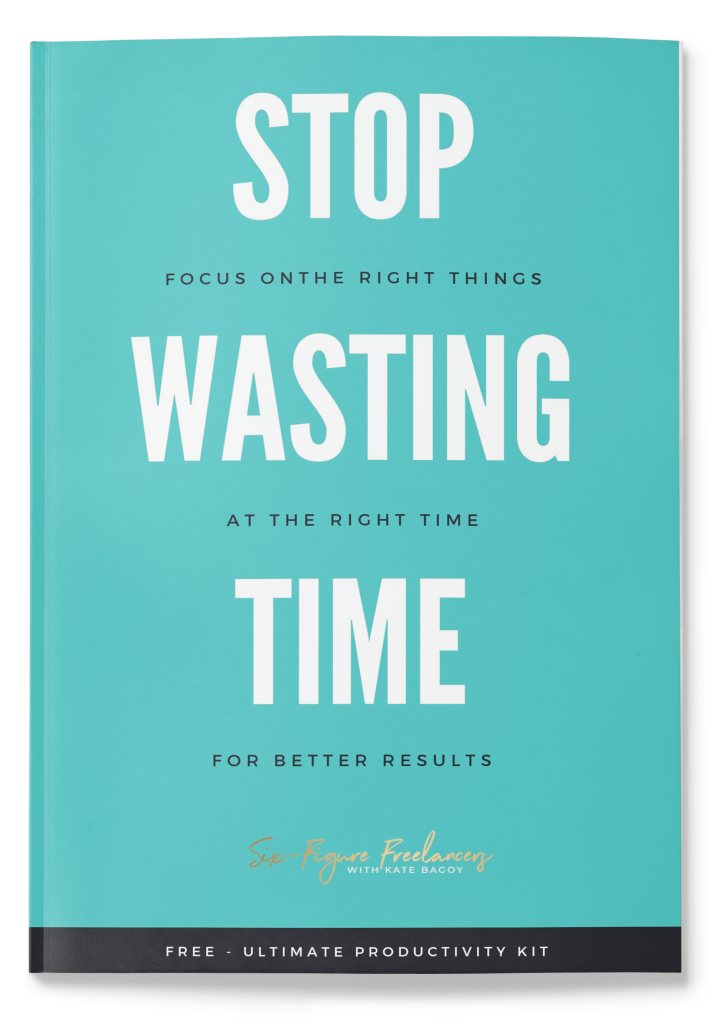 STOP
FOCUS ONTHE RIGHT THINGS
WASTING
AT THE RIGHT TIME
TIME
FOR BETTER RESULTS
Six-Figure Freelancers
WITH KATE BAGOY
FREE - ULTIMATE PRODUCTIVITY KIT